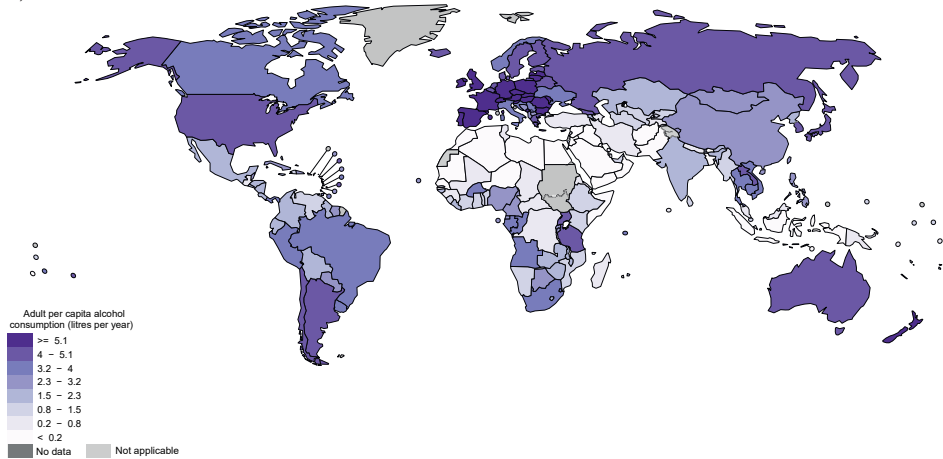 Adult per capita alcohol
consumption (litres per year)
>= 5.1
4 – 5.1
3.2 – 4
2.3 – 3.2
1.5 – 2.3
0.8 – 1.5
0.2 – 0.8
< 0.2
No data
Not applicable